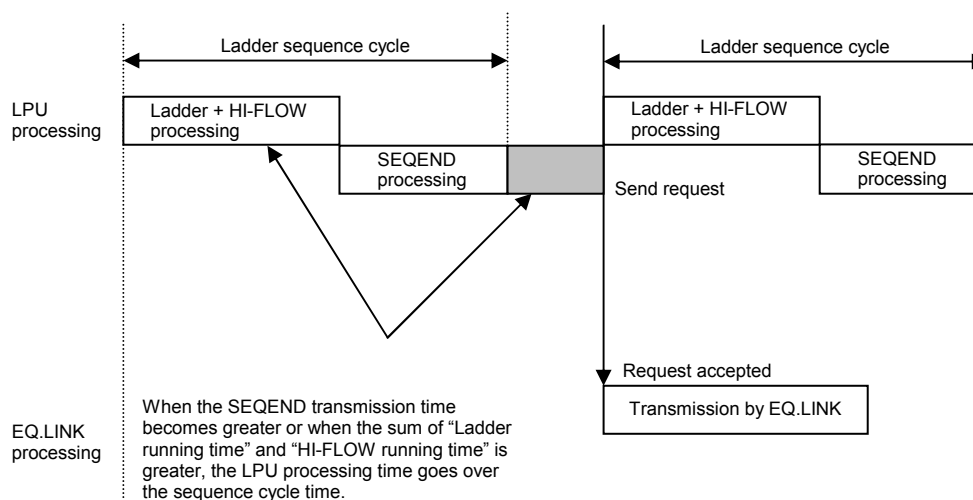 Ladder sequence cycle
Ladder sequence cycle
LPU
processing
Ladder + HI-FLOW
processing
Ladder + HI-FLOW
processing
SEQEND
processing
SEQEND
processing
Send request
Request accepted
Transmission by EQ.LINK
EQ.LINK
processing
When the SEQEND transmission time
becomes greater or when the sum of “Ladder
running time” and “HI-FLOW running time” is
greater, the LPU processing time goes over
the sequence cycle time.